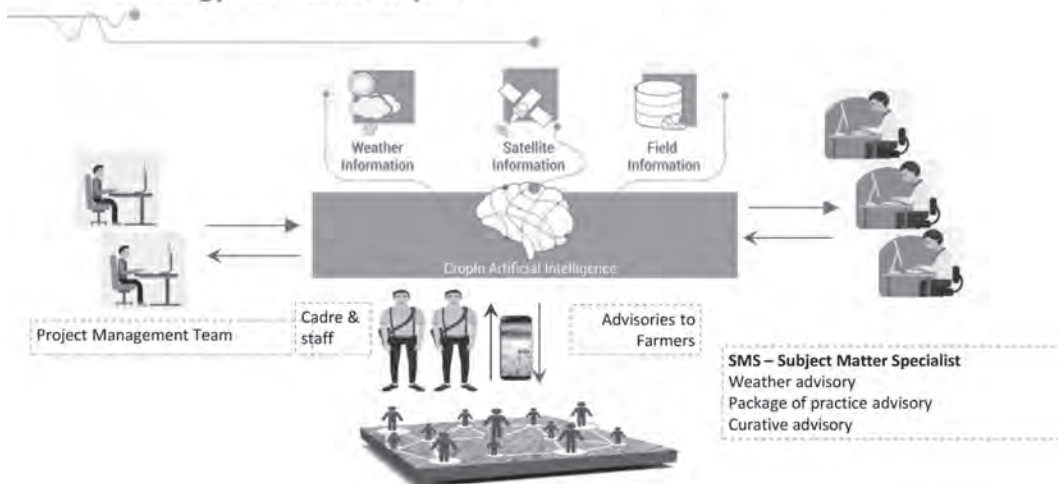 Weather
Information
Satellite
Information
Field
Information
CropIn Artificial Intelligence
Project Management Team
Cadre &
staff
Advisories to
Farmers
SMS – Subject Matter Specialist
Weather advisory
Package of practice advisory
Curative advisory